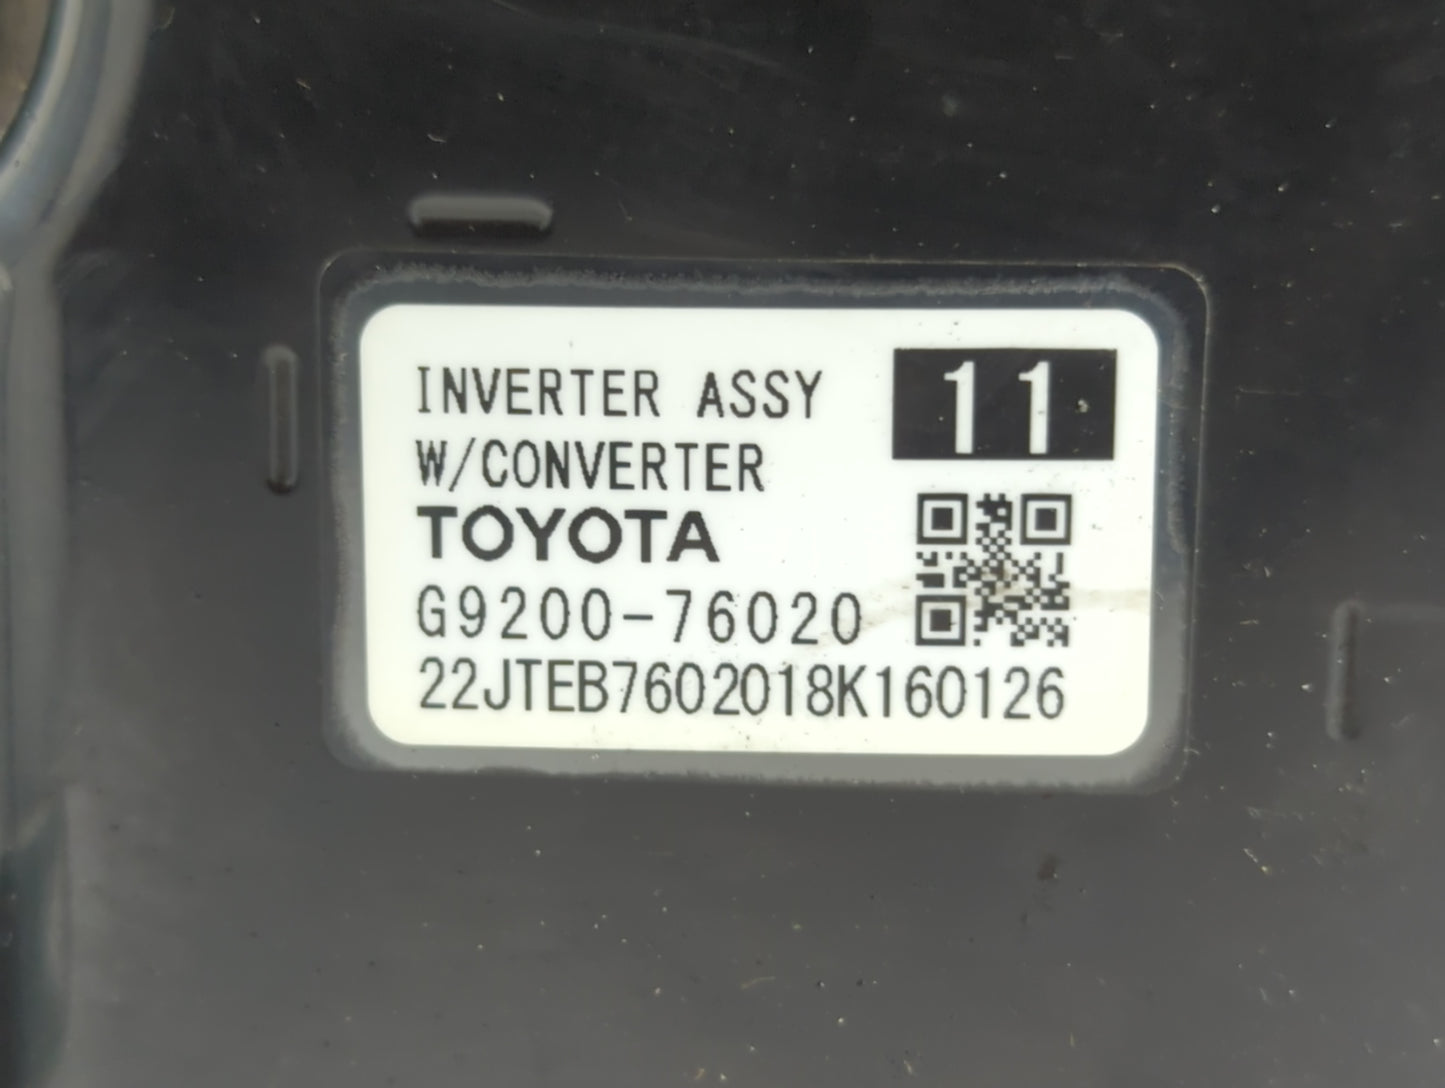 INVERTER ASSY
11
W/CONVERTER
TOYOTA
G9200-76020
22JTEB7602018K160126